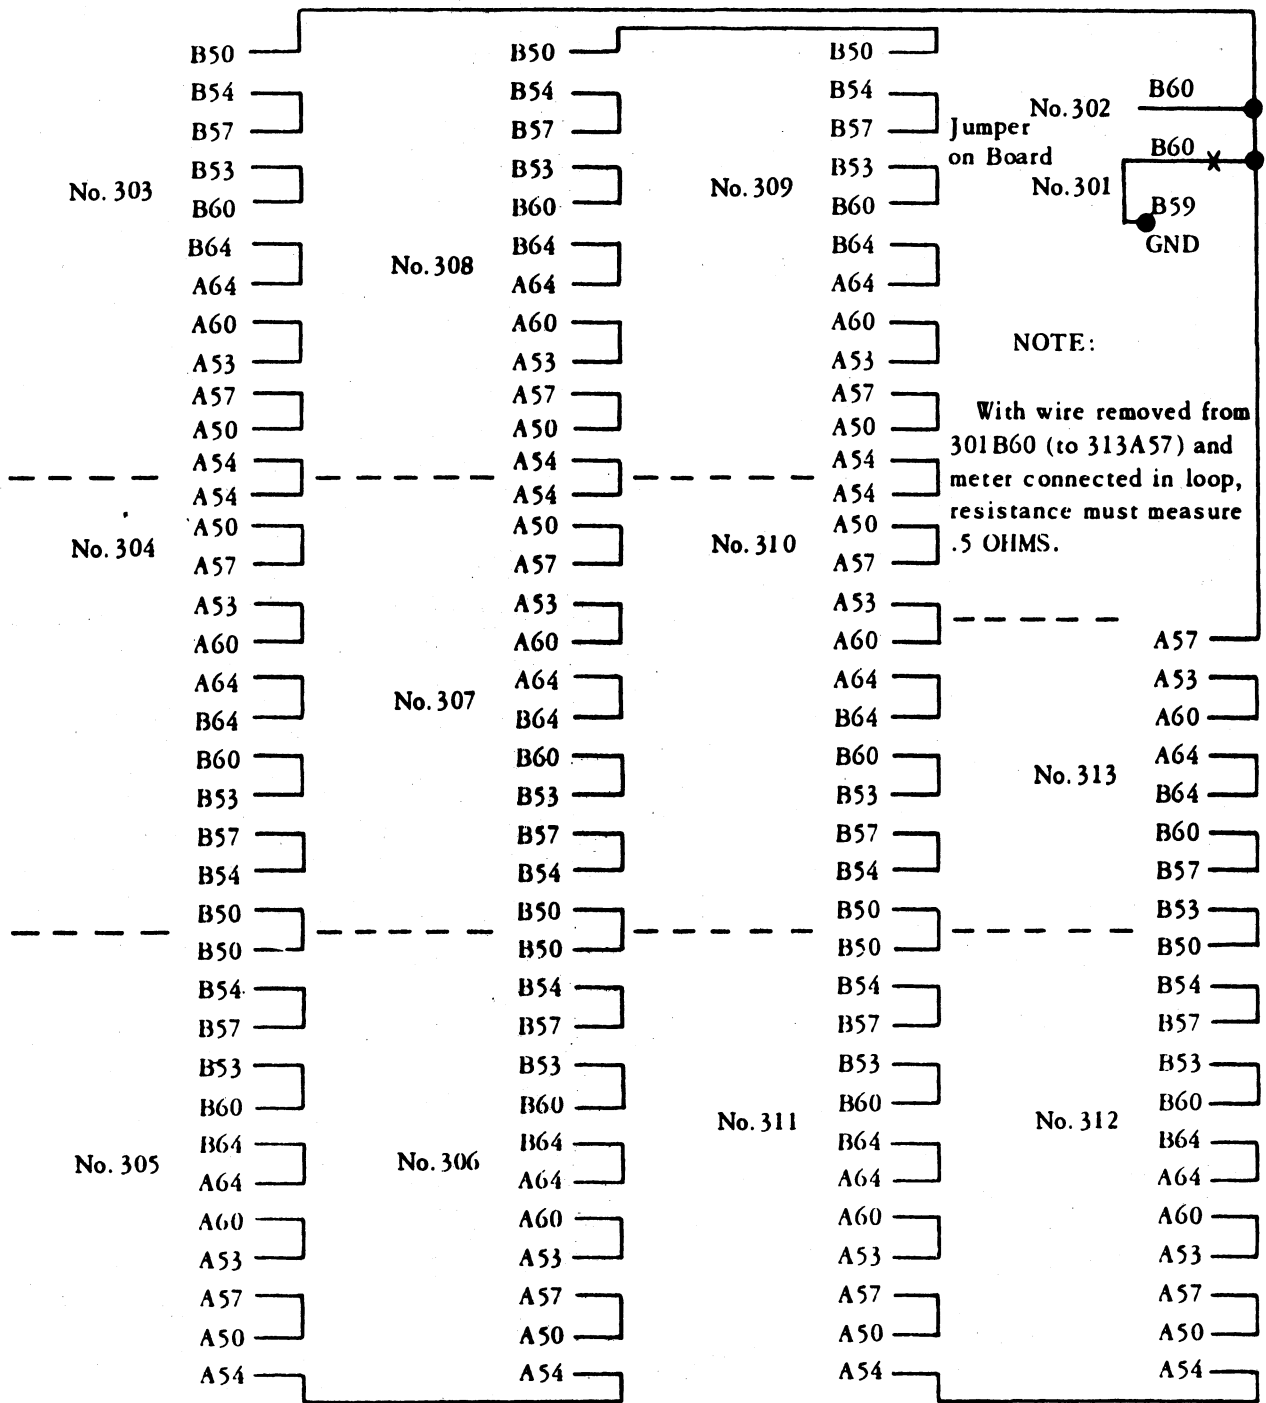 No. 303
B50
B54
B57
B53
B60
B64
A64
A60
A53
A57
A50
A54
No. 304
A54
A50
A57
A53
A60
A64
B64
B60
B53
B57
B54
B50
No. 305
B50
B54
B57
B53
B60
B64
A64
A60
A53
A57
A50
A54
No. 308
B50
B54
B57
B53
B60
B64
A64
A60
A53
A57
A50
A54
No. 307
A54
A50
A57
A53
A60
A64
B64
B60
B53
B57
B54
B50
No. 306
B50
B54
B57
B53
B60
B64
A64
A60
A53
A57
A50
A54
No. 309
B50
B54
B57
B53
B60
B64
A64
A60
A53
A57
A50
A54
No. 310
A54
A50
A57
A53
A60
A64
B64
B60
B53
B57
B54
B50
No. 311
B50
B54
B57
B53
B60
B64
A64
A60
A53
A57
A50
A54
No. 302
B60
Jumper
on Board
No. 301
B60
B59
GND
NOTE:
With wire removed from
301B60 (to 313A57) and
meter connected in loop,
resistance must measure
.5 OHMS.
No. 313
A57
A53
A60
A64
B64
B60
B57
B53
No. 312
B50
B54
B57
B53
B60
B64
A64
A60
A53
A57
A50
A54